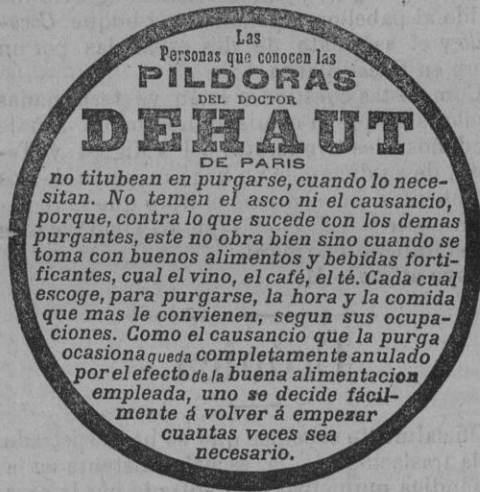 Las
Personas que conocen las
PILDORAS
DEL DOCTOR
DEHAUT
DE PARIS
no titubean en purgarse, cuando lo nece-
sitan. No temen el asco ni el causancio,
porque, contra lo que sucede con los demas
purgantes, este no obra bien sino cuando se
toma con buenos alimentos y bebidas forti-
ficantes, cual el vino, el café, el té. Cada cual
escoge, para purgarse, la hora y la comida
que mas le convienen, segun sus ocupa-
ciones. Como el causancio que la purga
ocasiona queda completamente anulado
por el efecto de la buena alimentacion
empleada, uno se decide fácil-
mente á volver á empezar
cuantas veces sea
necesario.